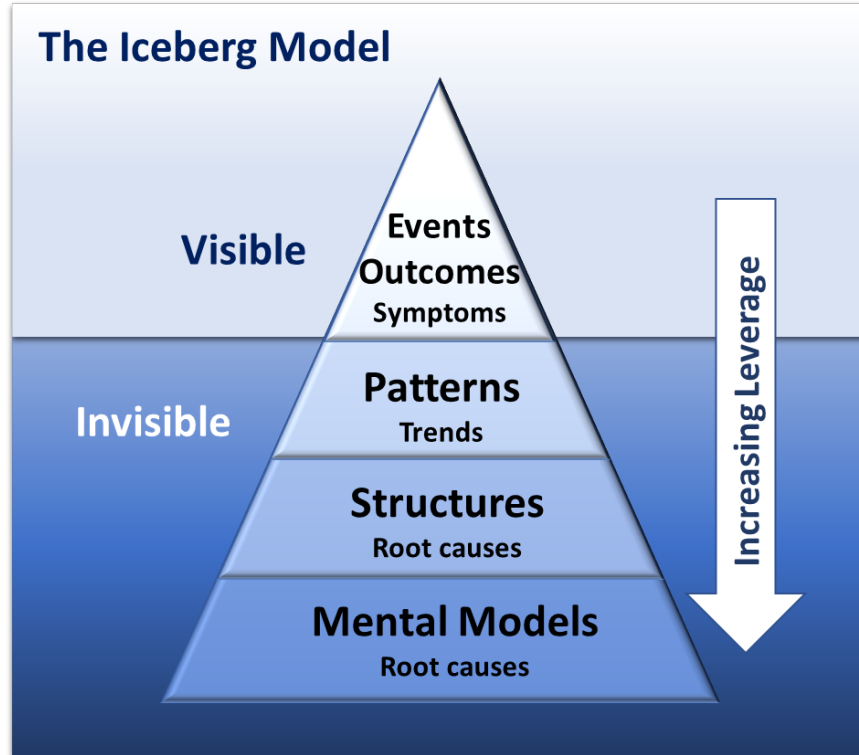 The Iceberg Model
Visible
Events
Outcomes
Symptoms
Invisible
Patterns
Trends
Structures
Root causes
Mental Models
Root causes
Increasing Leverage